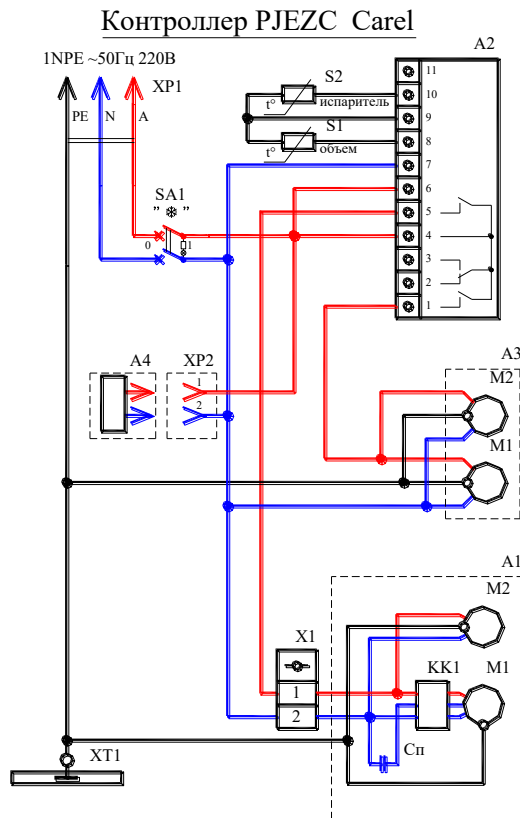 Контроллер PJEZC Carel
1NPE ~50Гц 220В
XP1
A2
PE
N
A
S2
t°
испаритель
S1
t°
объем
11
10
9
8
7
6
5
4
3
2
1
SA1
" ❄ "
0
1
A4
XP2
1
2
A3
M2
M1
A1
M2
X1
1
2
KK1
M1
Сп
XT1